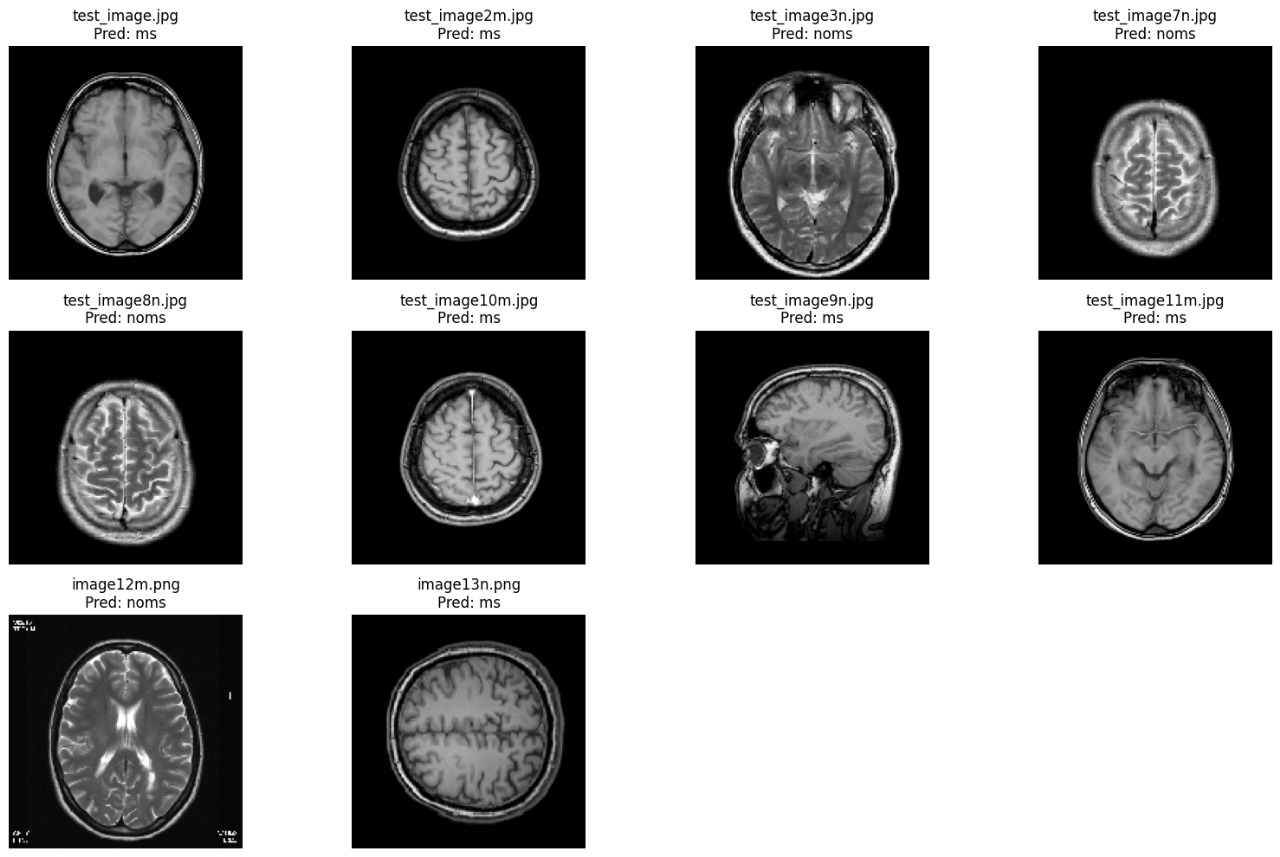 test_image.jpg
Pred: ms
test_image2m.jpg
Pred: ms
test_image3n.jpg
Pred: noms
test_image7n.jpg
Pred: noms
test_image8n.jpg
Pred: noms
test_image10m.jpg
Pred: ms
test_image9n.jpg
Pred: ms
test_image11m.jpg
Pred: ms
image12m.png
Pred: noms
image13n.png
Pred: ms